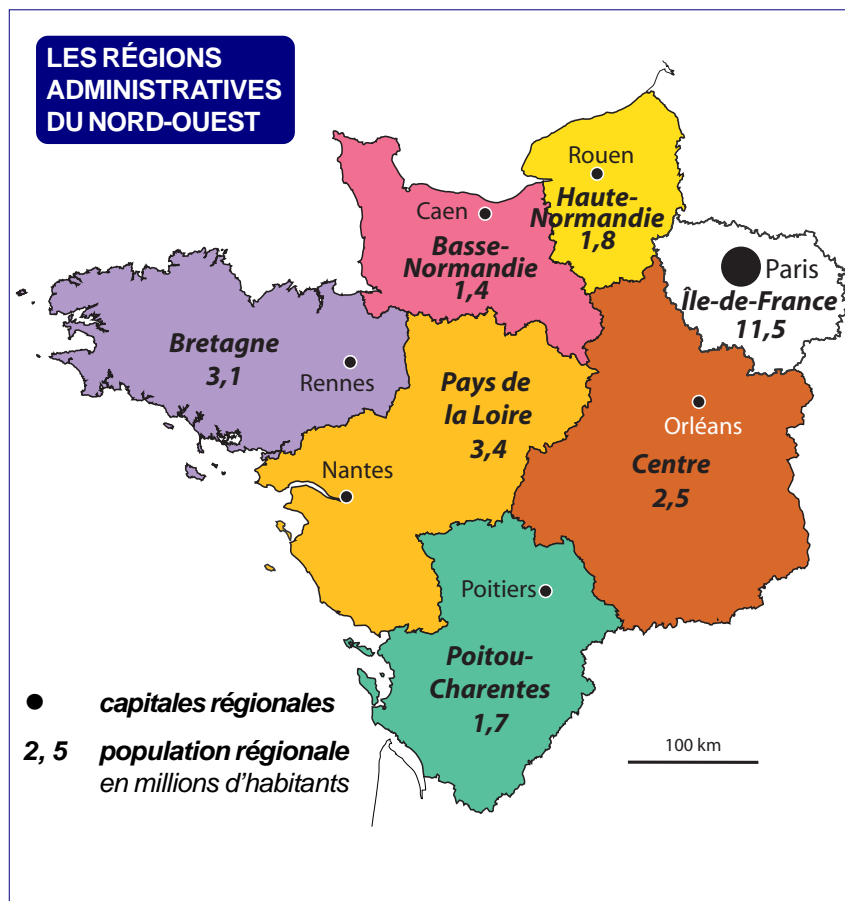 LES RÉGIONS
ADMINISTRATIVES
DU NORD-OUEST
Rouen
Haute-
Normandie
1,8
Caen
Basse-
Normandie
1,4
Paris
Île-de-France
11,5
Bretagne
3,1
Rennes
Pays de
la Loire
3,4
Orléans
Centre
2,5
Nantes
Poitiers
Poitou-
Charentes
1,7
capitales régionales
2, 5 population régionale
en millions d’habitants
100 km